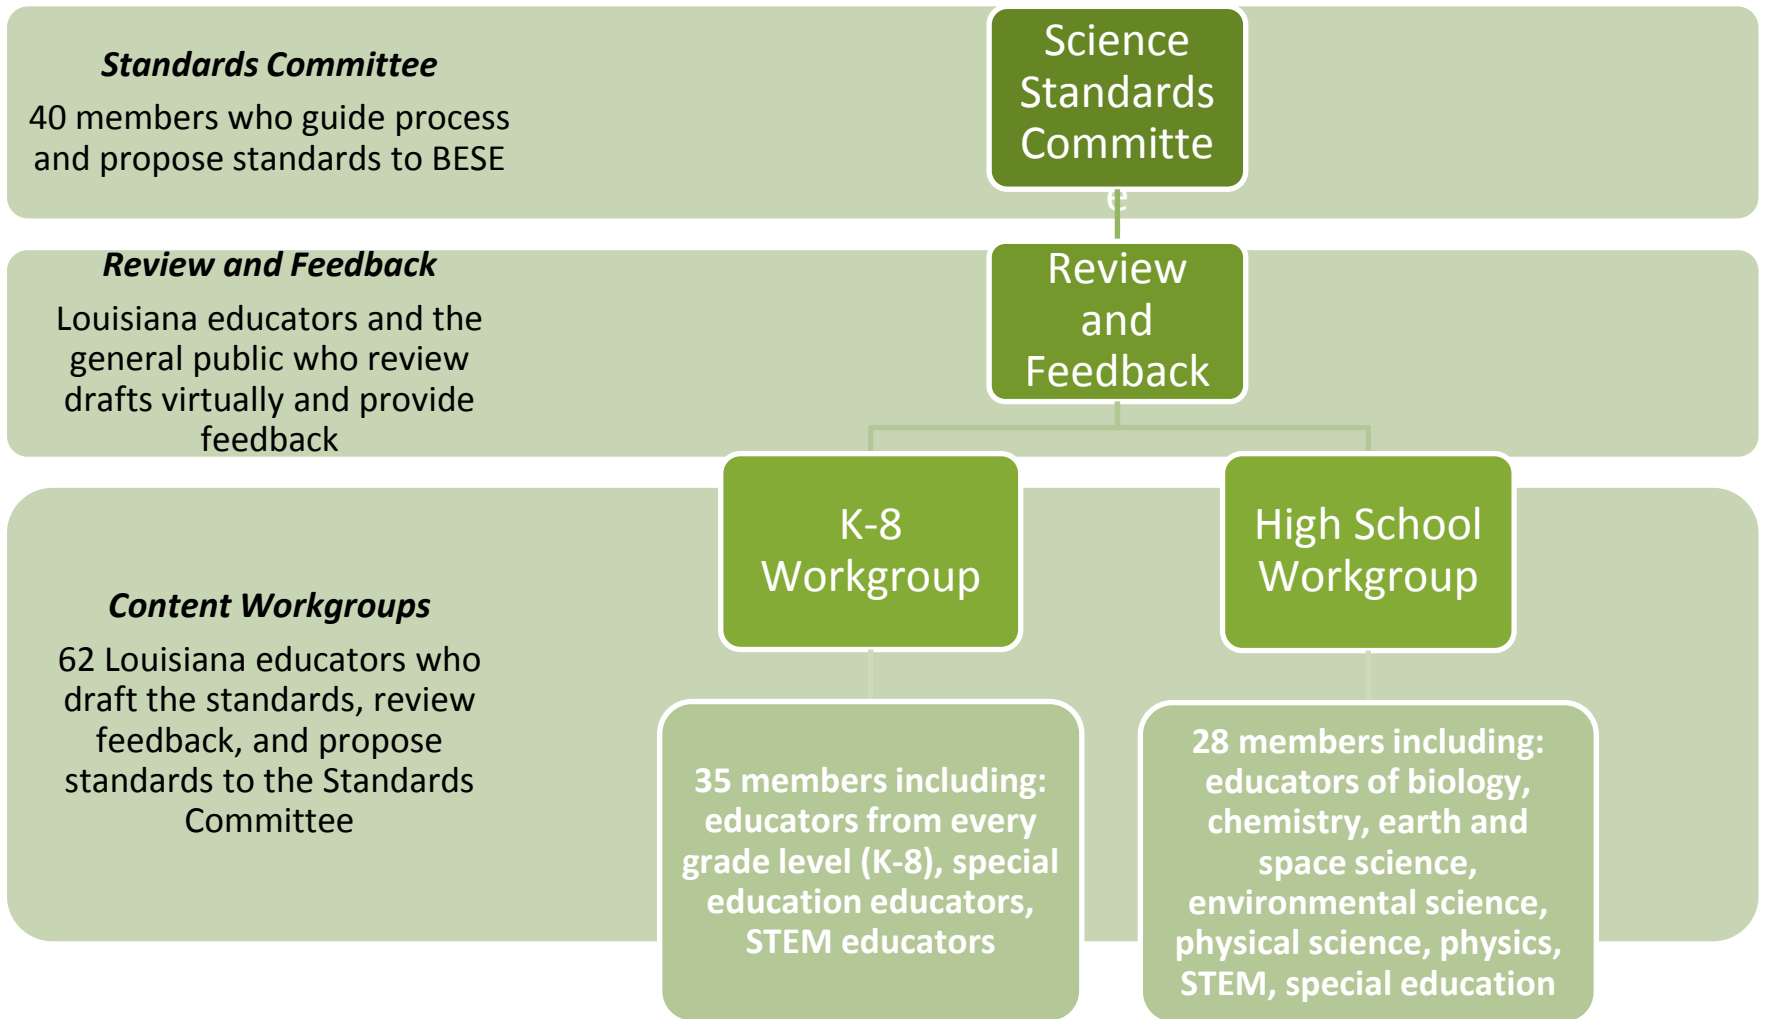 Standards Committee
40 members who guide process
and propose standards to BESE
Science
Standards
Committe
e
Review and Feedback
Louisiana educators and the
general public who review
drafts virtually and provide
feedback
Review
and
Feedback
Content Workgroups
62 Louisiana educators who
draft the standards, review
feedback, and propose
standards to the Standards
Committee
K-8
Workgroup
High School
Workgroup
35 members including:
educators from every
grade level (K-8), special
education educators,
STEM educators
28 members including:
educators of biology,
chemistry, earth and
space science,
environmental science,
physical science, physics,
STEM, special education